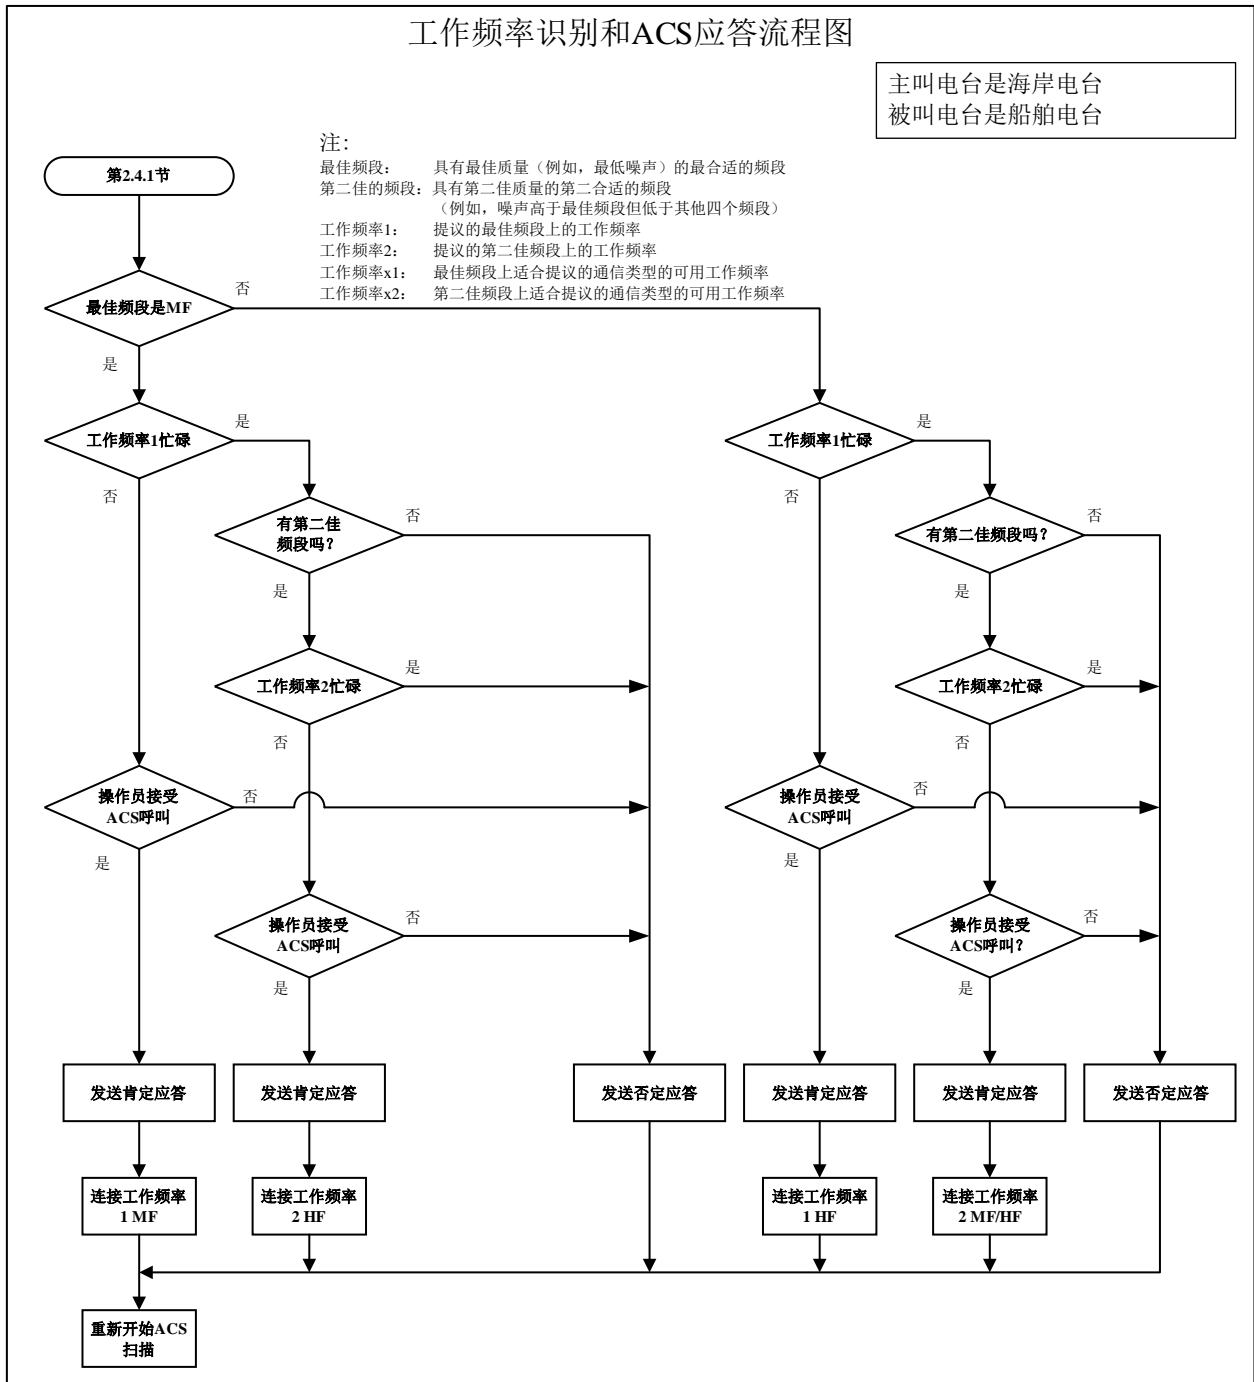 工作频率识别和ACS应答流程图
主叫电台是海岸电台
被叫电台是船舶电台
注:
最佳频段: 具有最佳质量（例如，最低噪声）的最合适的频段
第二佳的频段: 具有第二佳质量的第二合适的频段
（例如，噪声高于最佳频段但低于其他四个频段）
工作频率1: 提议的最佳频段上的工作频率
工作频率2: 提议的第二佳频段上的工作频率
工作频率x1: 最佳频段上适合提议的通信类型的可用工作频率
工作频率x2: 第二佳频段上适合提议的通信类型的可用工作频率
第2.4.1节
最佳频段是MF
否
是
工作频率1忙碌
是
否
工作频率1忙碌
是
否
有第二佳
频段吗?
否
是
有第二佳频段吗?
否
是
工作频率2忙碌
是
否
工作频率2忙碌
是
否
操作员接受
ACS呼叫
否
是
操作员接受
ACS呼叫
否
是
操作员接受
ACS呼叫
否
是
操作员接受
ACS呼叫?
否
是
发送肯定应答
发送肯定应答
发送否定应答
发送肯定应答
发送肯定应答
发送否定应答
连接工作频率
1 MF
连接工作频率
2 HF
连接工作频率
1 HF
连接工作频率
2 MF/HF
重新开始ACS
扫描